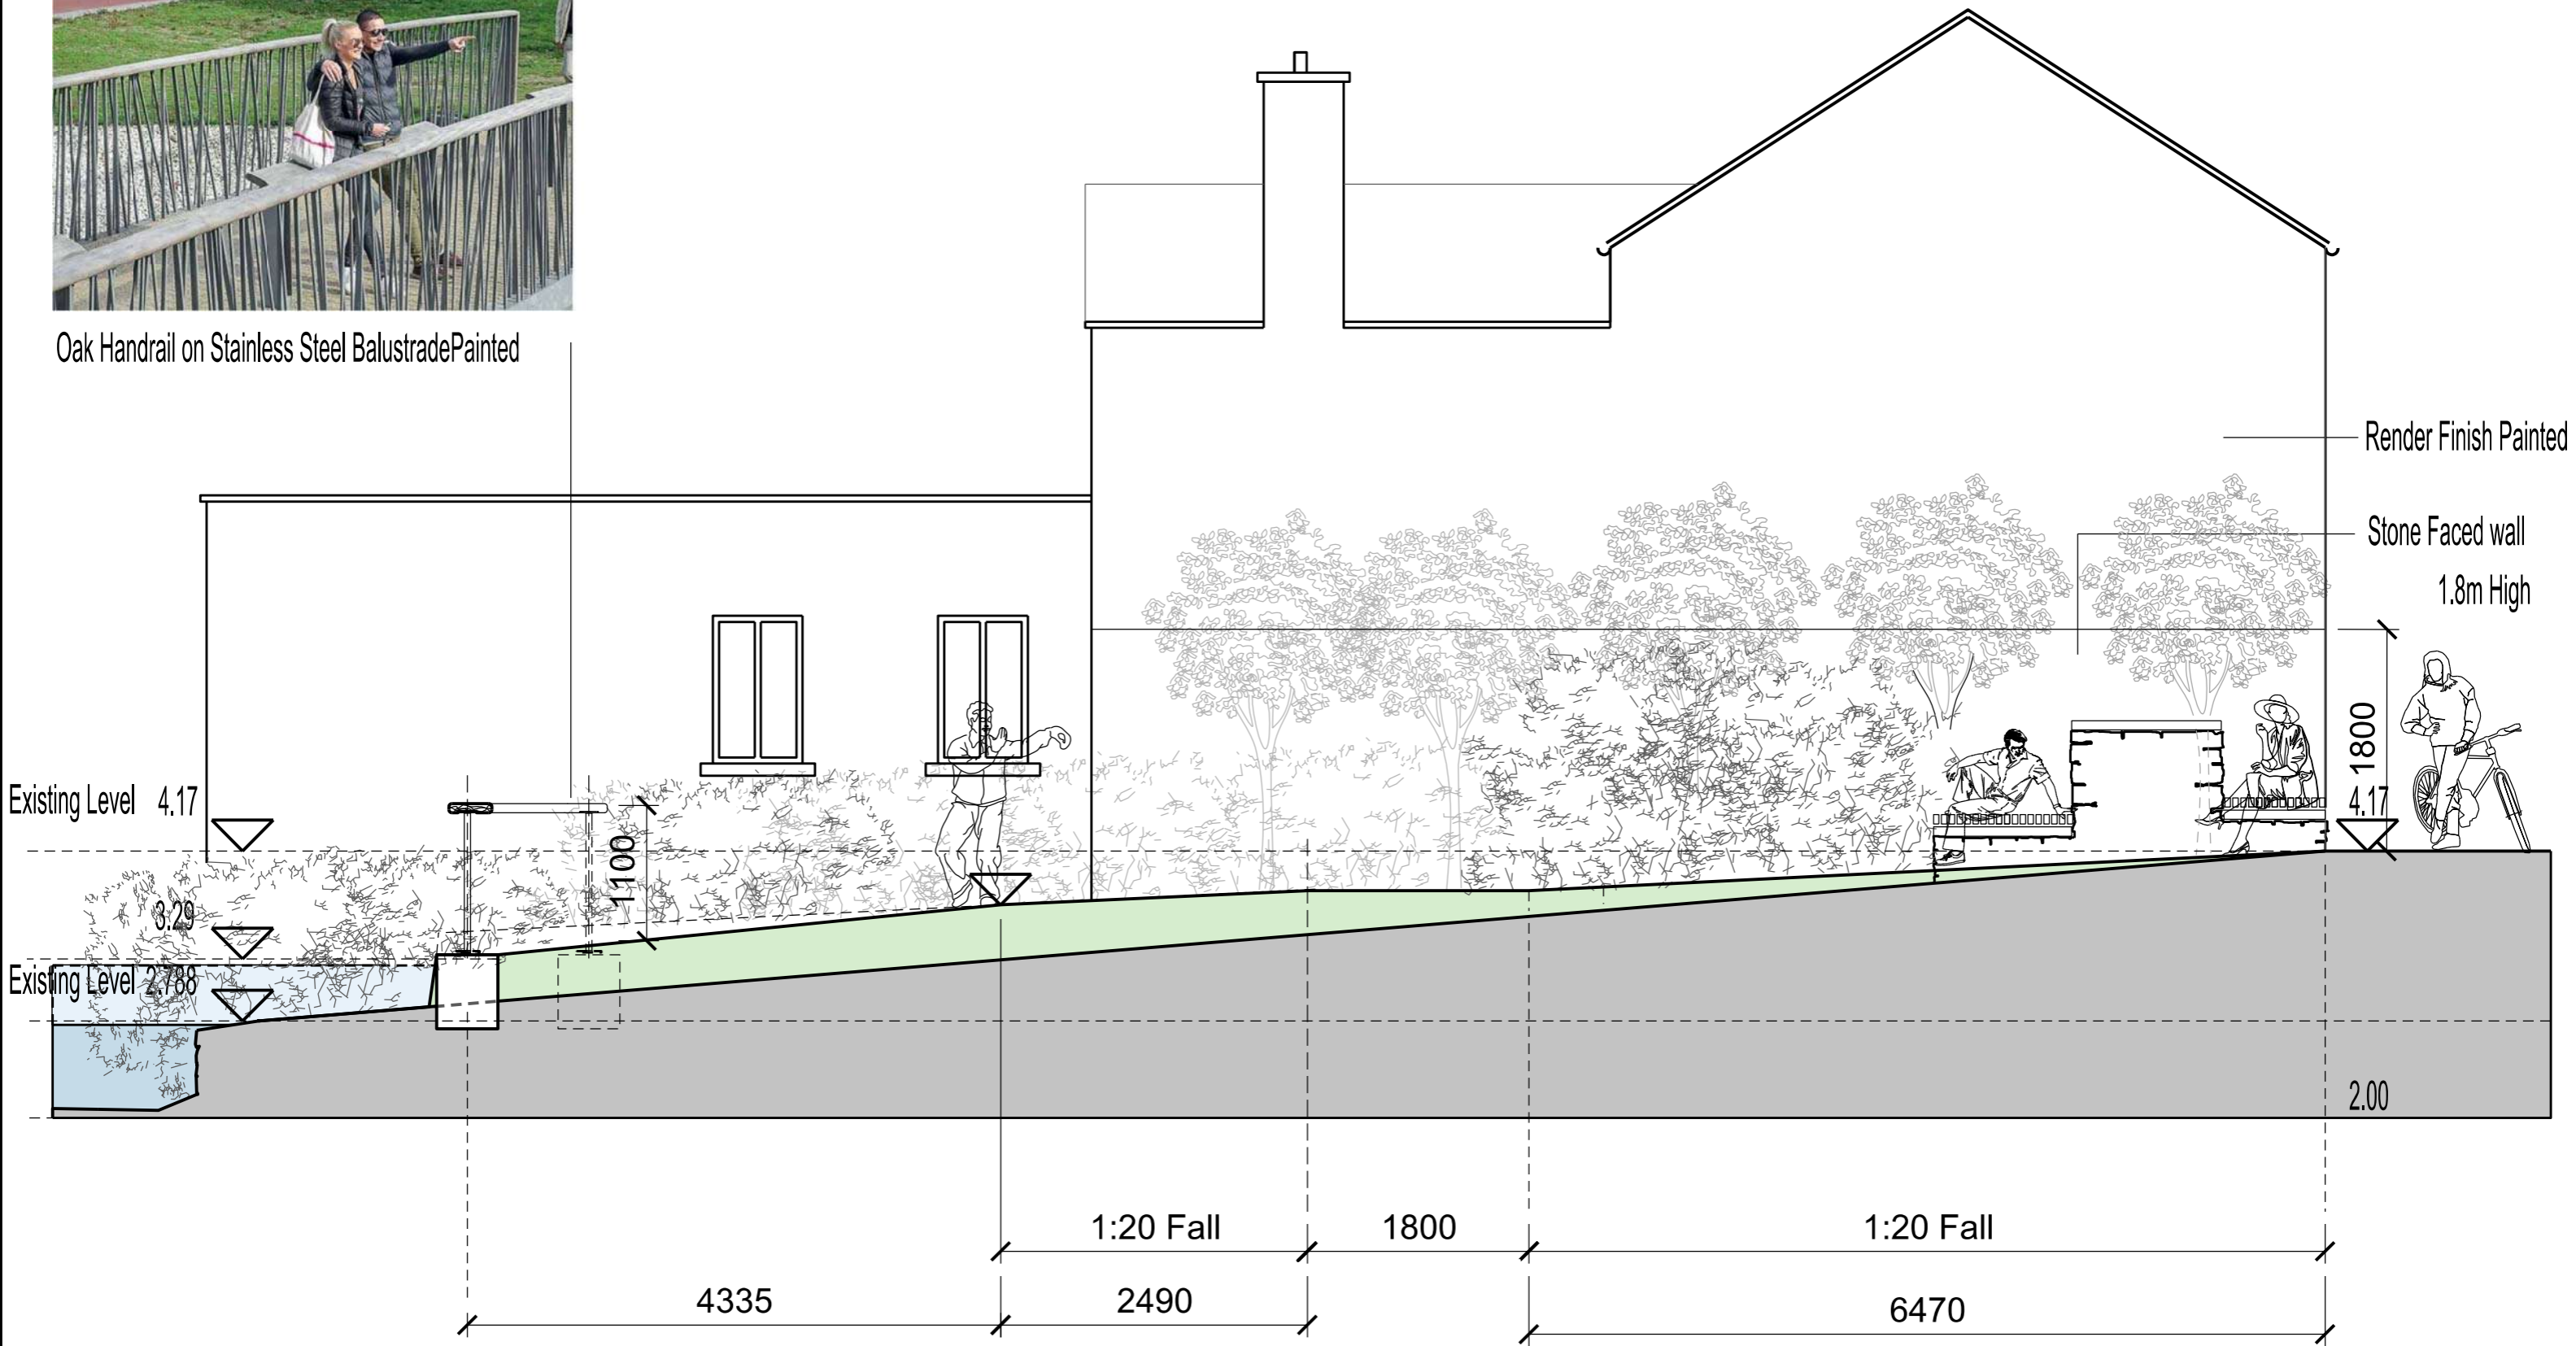 Oak Handrail on Stainless Steel BalustradePainted
Render Finish Painted
Stone Faced wall
1.8m High
1800
4.17
Existing Level 4.17
1100
3.29
Existing Level 2.788
2.00
1:20 Fall
1800
1:20 Fall
4335
2490
6470